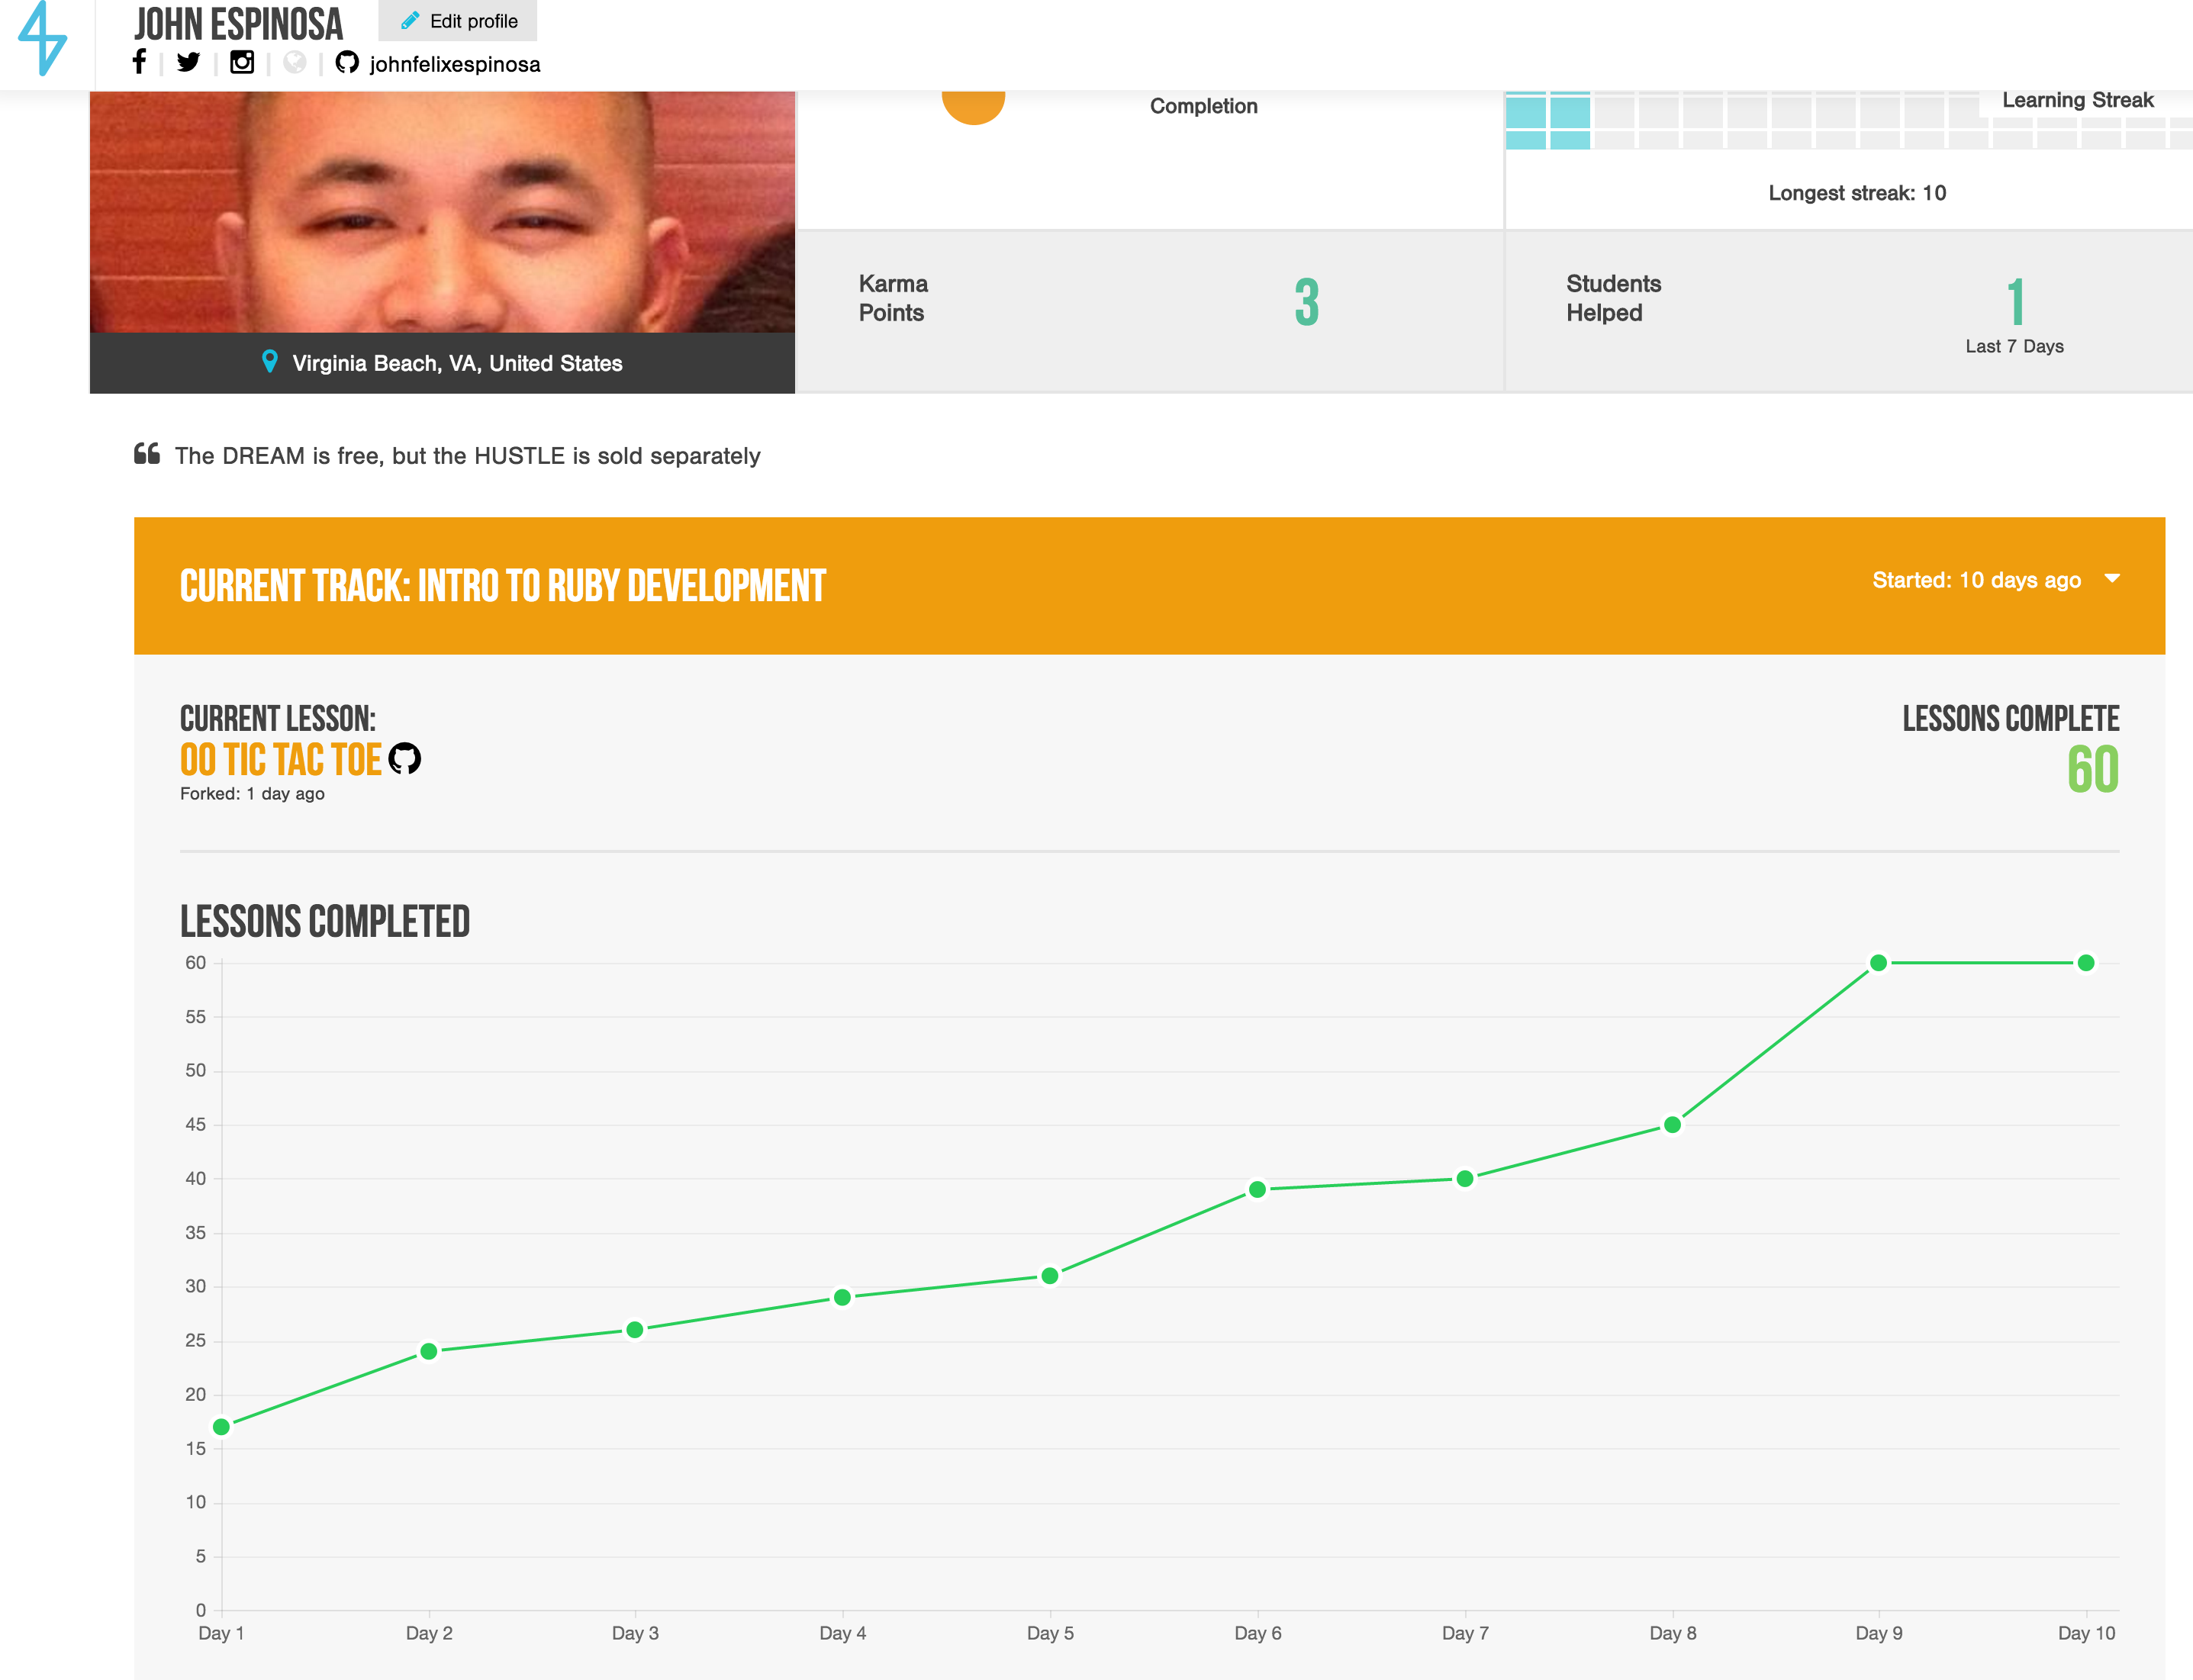 JOHN ESPINOSA
Edit profile
johnfelixespinosa
Completion
Learning Streak
Longest streak: 10
Karma
Points
3
Students
Helped
1
Last 7 Days
Virginia Beach, VA, United States
“ The DREAM is free, but the HUSTLE is sold separately
CURRENT TRACK: INTRO TO RUBY DEVELOPMENT
Started: 10 days ago
CURRENT LESSON:
OO TIC TAC TOE
Forked: 1 day ago
LESSONS COMPLETE
60
LESSONS COMPLETED
60
55
50
45
40
35
30
25
20
15
10
5
0
Day 1 Day 2 Day 3 Day 4 Day 5 Day 6 Day 7 Day 8 Day 9 Day 10